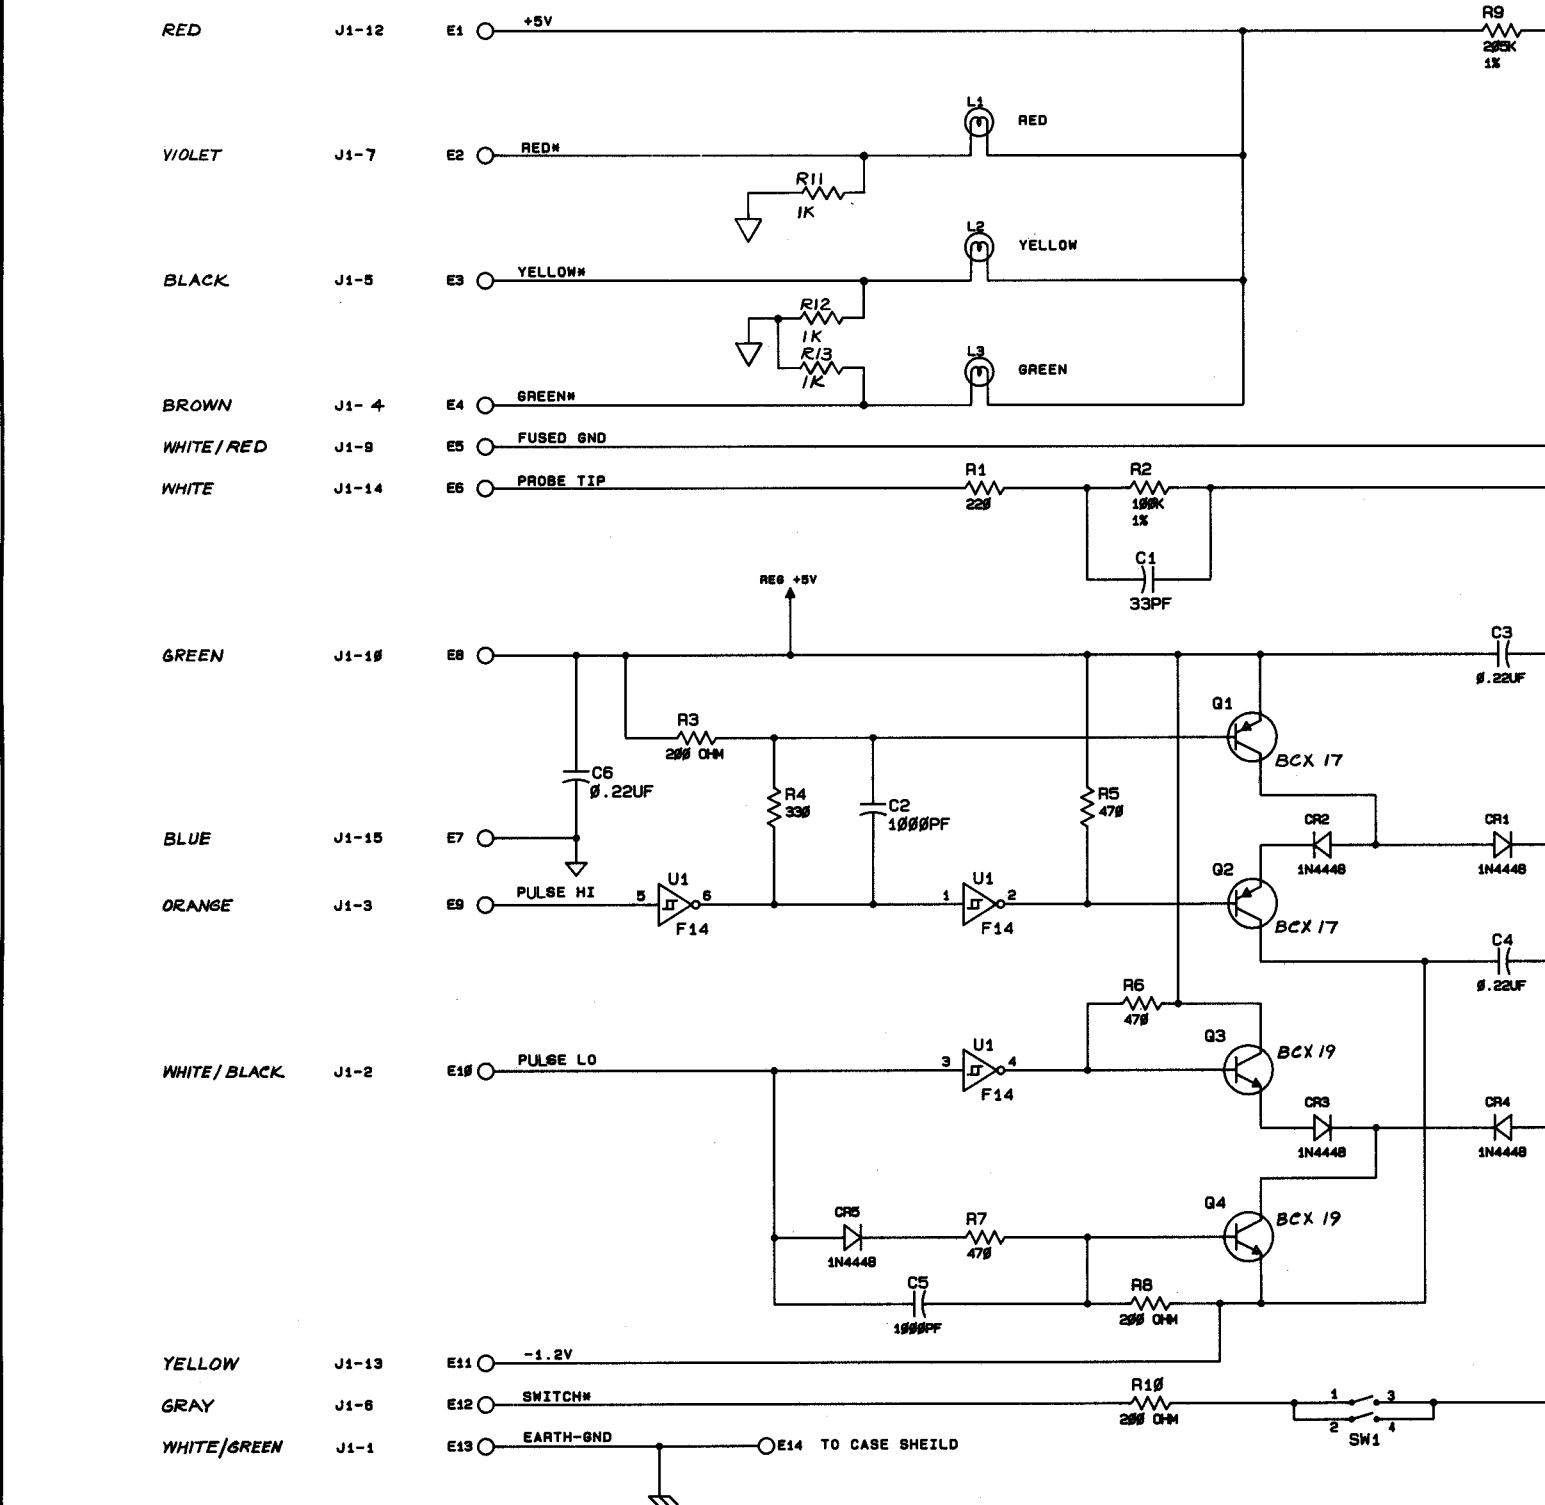 RED J1-12 E1 +5V R9
205K
1%
L1 RED
VIOLET J1-7 E2 RED*
R11
1K
L2 YELLOW
BLACK J1-5 E3 YELLOW*
R12
1K
R13
1K
L3 GREEN
BROWN J1-4 E4 GREEN*
WHITE/RED J1-9 E5 FUSED GND
WHITE J1-14 E6 PROBE TIP R1 R2
220 100K
1%
C1
33PF
REG +5V
GREEN J1-10 E8 C3
0.22UF
Q1
R3
200 OHM BCX 17
C6
0.22UF
R4
330
C2
1000PF
R5
470
CR2 CR1
BLUE J1-15 E7
1N4448 1N4448
U1 U1 Q2
ORANGE J1-3 E9 PULSE HI 5 6 1 2
F14 F14 BCX 17
C4
0.22UF
R6
470
U1 Q3 BCX 19
WHITE/BLACK J1-2 E10 PULSE LO 3 4
F14
CR3 CR4
1N4448 1N4448
CR5 R7 Q4 BCX 19
1N4448 470
C5 R8
1000PF 200 OHM
YELLOW J1-13 E11 -1.2V
GRAY J1-6 E12 SWITCH* R10 1 3
200 OHM 2 4
SW1
WHITE/GREEN J1-1 E13 EARTH-GND E14 TO CASE SHEILD